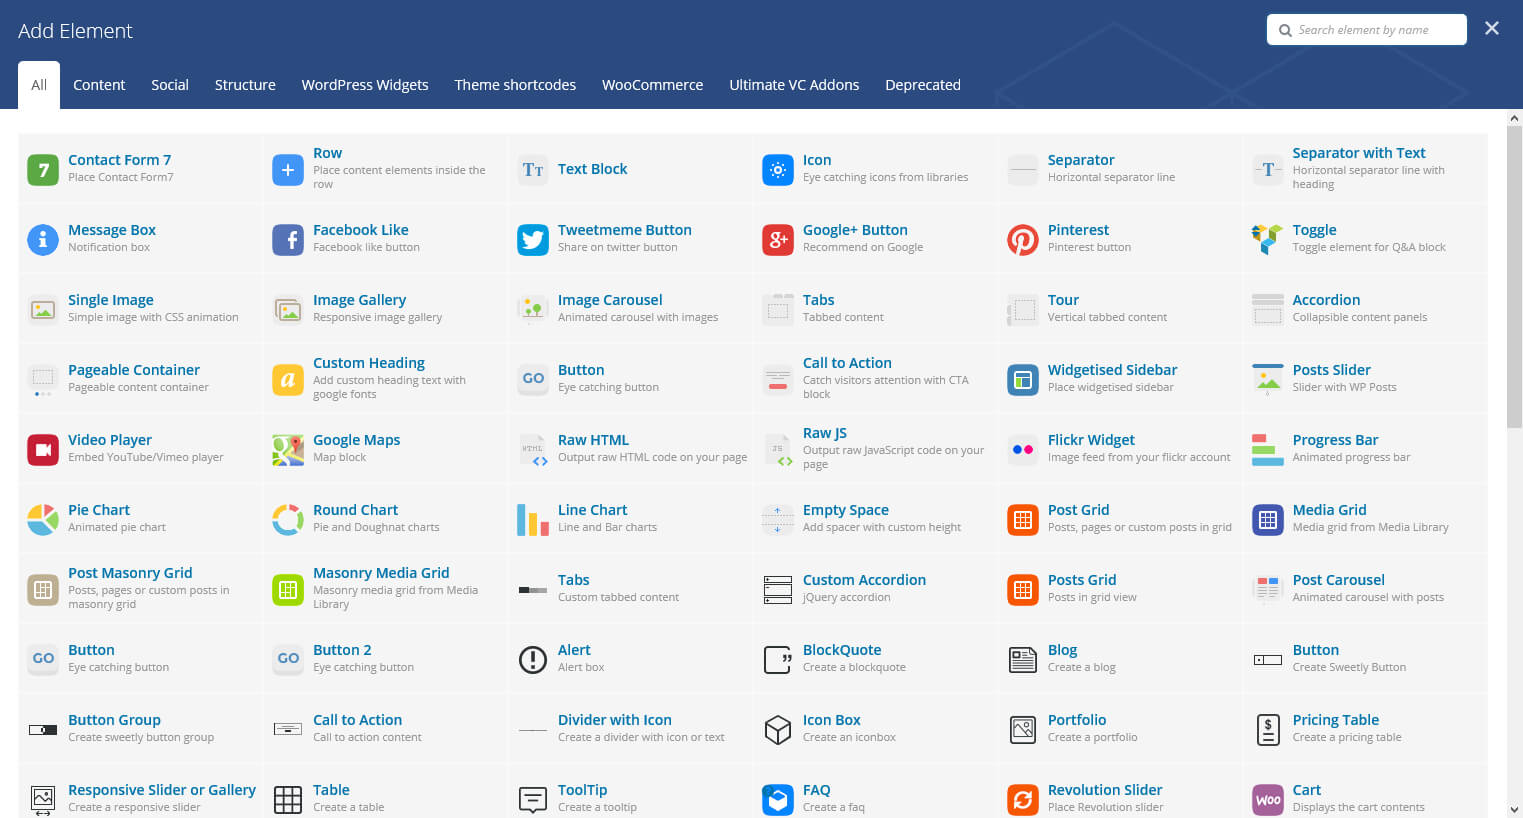 Add Element
Search element by name
All Content Social Structure WordPress Widgets Theme shortcodes WooCommerce Ultimate VC Addons Deprecated
7
Contact Form 7
Place Contact Form7
Row
Place content elements inside the
row
TT
Text Block
Icon
Eye catching icons from libraries
Separator
Horizontal separator line
T
Separator with Text
Horizontal separator line with
heading
i
Message Box
Notification box
f
Facebook Like
Facebook like button
Tweetmeme Button
Share on twitter button
g+
Google+ Button
Recommend on Google
Pinterest
Pinterest button
Toggle
Toggle element for Q&A block
Single Image
Simple image with CSS animation
Image Gallery
Responsive image gallery
Image Carousel
Animated carousel with images
Tabs
Tabbed content
Tour
Vertical tabbed content
Accordion
Collapsible content panels
Pageable Container
Pageable content container
a
Custom Heading
Add custom heading text with
google fonts
GO
Button
Eye catching button
Call to Action
Catch visitors attention with CTA
block
Widgetised Sidebar
Place widgetised sidebar
Posts Slider
Slider with WP Posts
Video Player
Embed YouTube/Vimeo player
g
Google Maps
Map block
HTML
Raw HTML
Output raw HTML code on your page
JS
Raw JS
Output raw JavaScript code on your
page
Flickr Widget
Image feed from your flickr account
Progress Bar
Animated progress bar
Pie Chart
Animated pie chart
Round Chart
Pie and Doughnat charts
Line Chart
Line and Bar charts
Empty Space
Add spacer with custom height
Post Grid
Posts, pages or custom posts in grid
Media Grid
Media grid from Media Library
Post Masonry Grid
Posts, pages or custom posts in
masonry grid
Masonry Media Grid
Masonry media grid from Media
Library
Tabs
Custom tabbed content
Custom Accordion
jQuery accordion
Posts Grid
Posts in grid view
Post Carousel
Animated carousel with posts
GO
Button
Eye catching button
GO
Button 2
Eye catching button
Alert
Alert box
BlockQuote
Create a blockquote
Blog
Create a blog
Button
Create Sweetly Button
Button Group
Create sweetly button group
Call to Action
Call to action content
Divider with Icon
Create a divider with icon or text
Icon Box
Create an iconbox
Portfolio
Create a portfolio
$
Pricing Table
Create a pricing table
Responsive Slider or Gallery
Create a responsive slider
Table
Create a table
ToolTip
Create a tooltip
FAQ
Create a faq
Revolution Slider
Place Revolution slider
Woo
Cart
Displays the cart contents